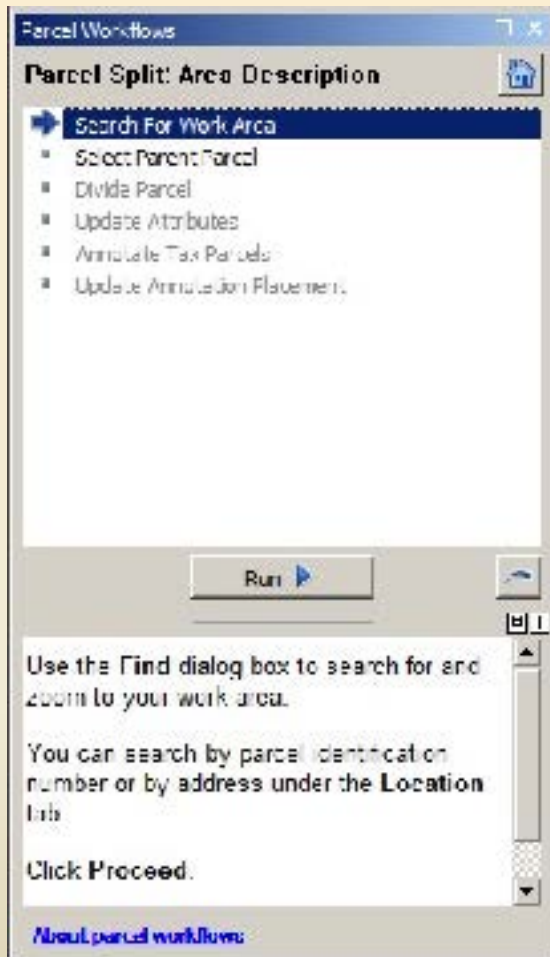 Parcel Workflows
Parcel Split: Area Description
Search For Work Area
Select Parent Parcel
Divide Parcel
Update Attributes
Annotate Tax Parcels
Update Annotation Placement
Run
Use the Find dialog box to search for and
zoom to your work area.
You can search by parcel identification
number or by address under the Location
tab
Click Proceed.
About parcel workflows